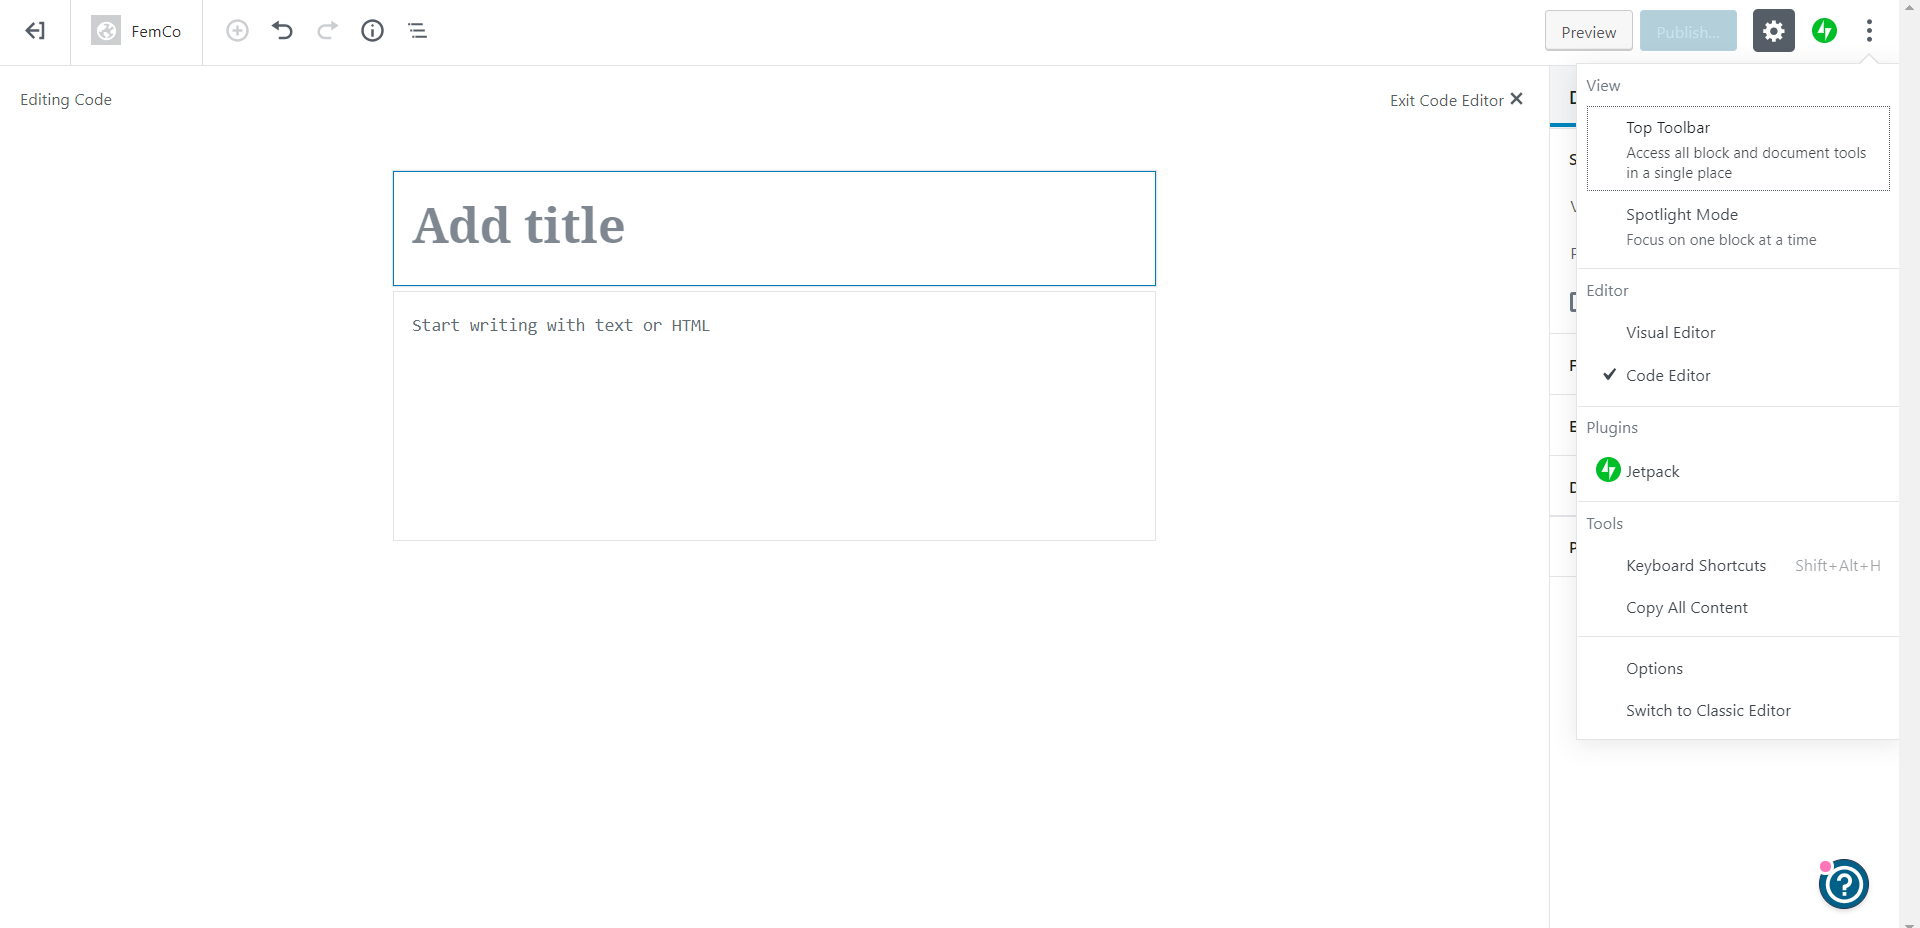 FemCo
Preview
Publish...
Editing Code
Exit Code Editor
Add title
Start writing with text or HTML
View
Top Toolbar
Access all block and document tools
in a single place
Spotlight Mode
Focus on one block at a time
Editor
Visual Editor
Code Editor
Plugins
Jetpack
Tools
Keyboard Shortcuts Shift+Alt+H
Copy All Content
Options
Switch to Classic Editor